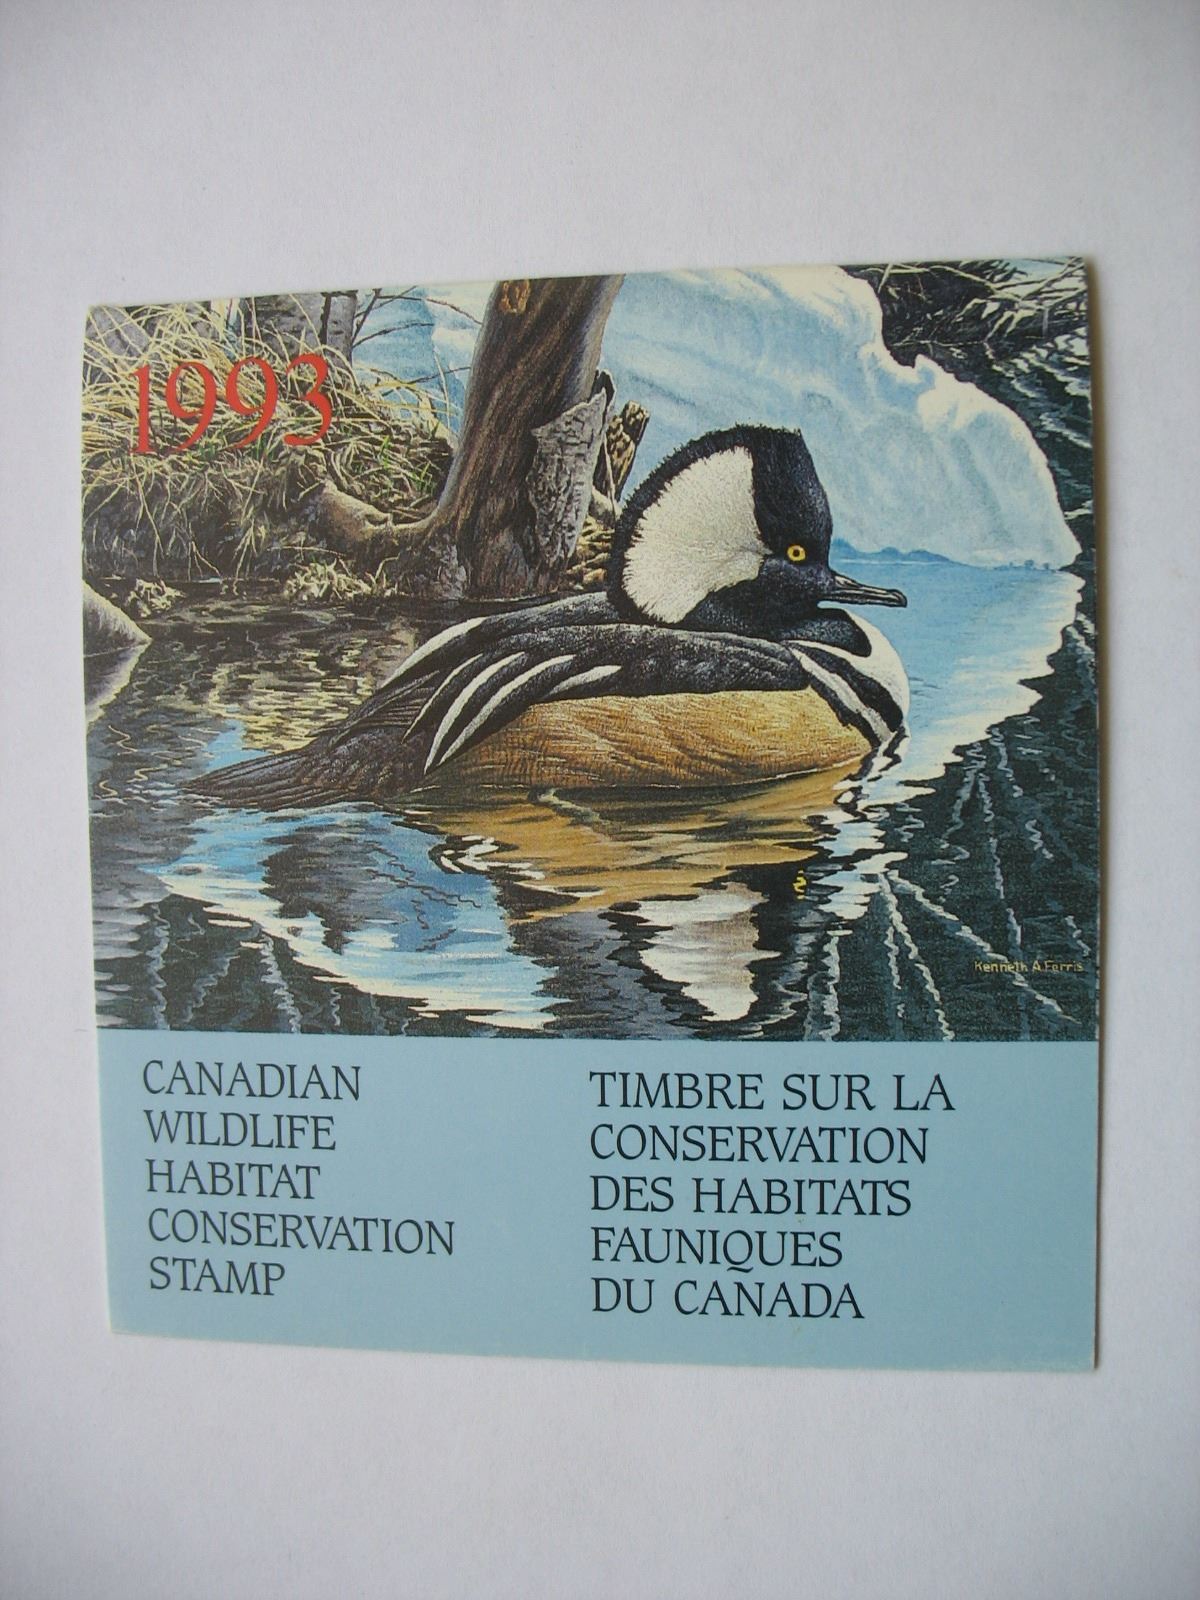 1993
Kenneth A. Ferris
CANADIAN
WILDLIFE
HABITAT
CONSERVATION
STAMP
TIMBRE SUR LA
CONSERVATION
DES HABITATS
FAUNIQUES
DU CANADA